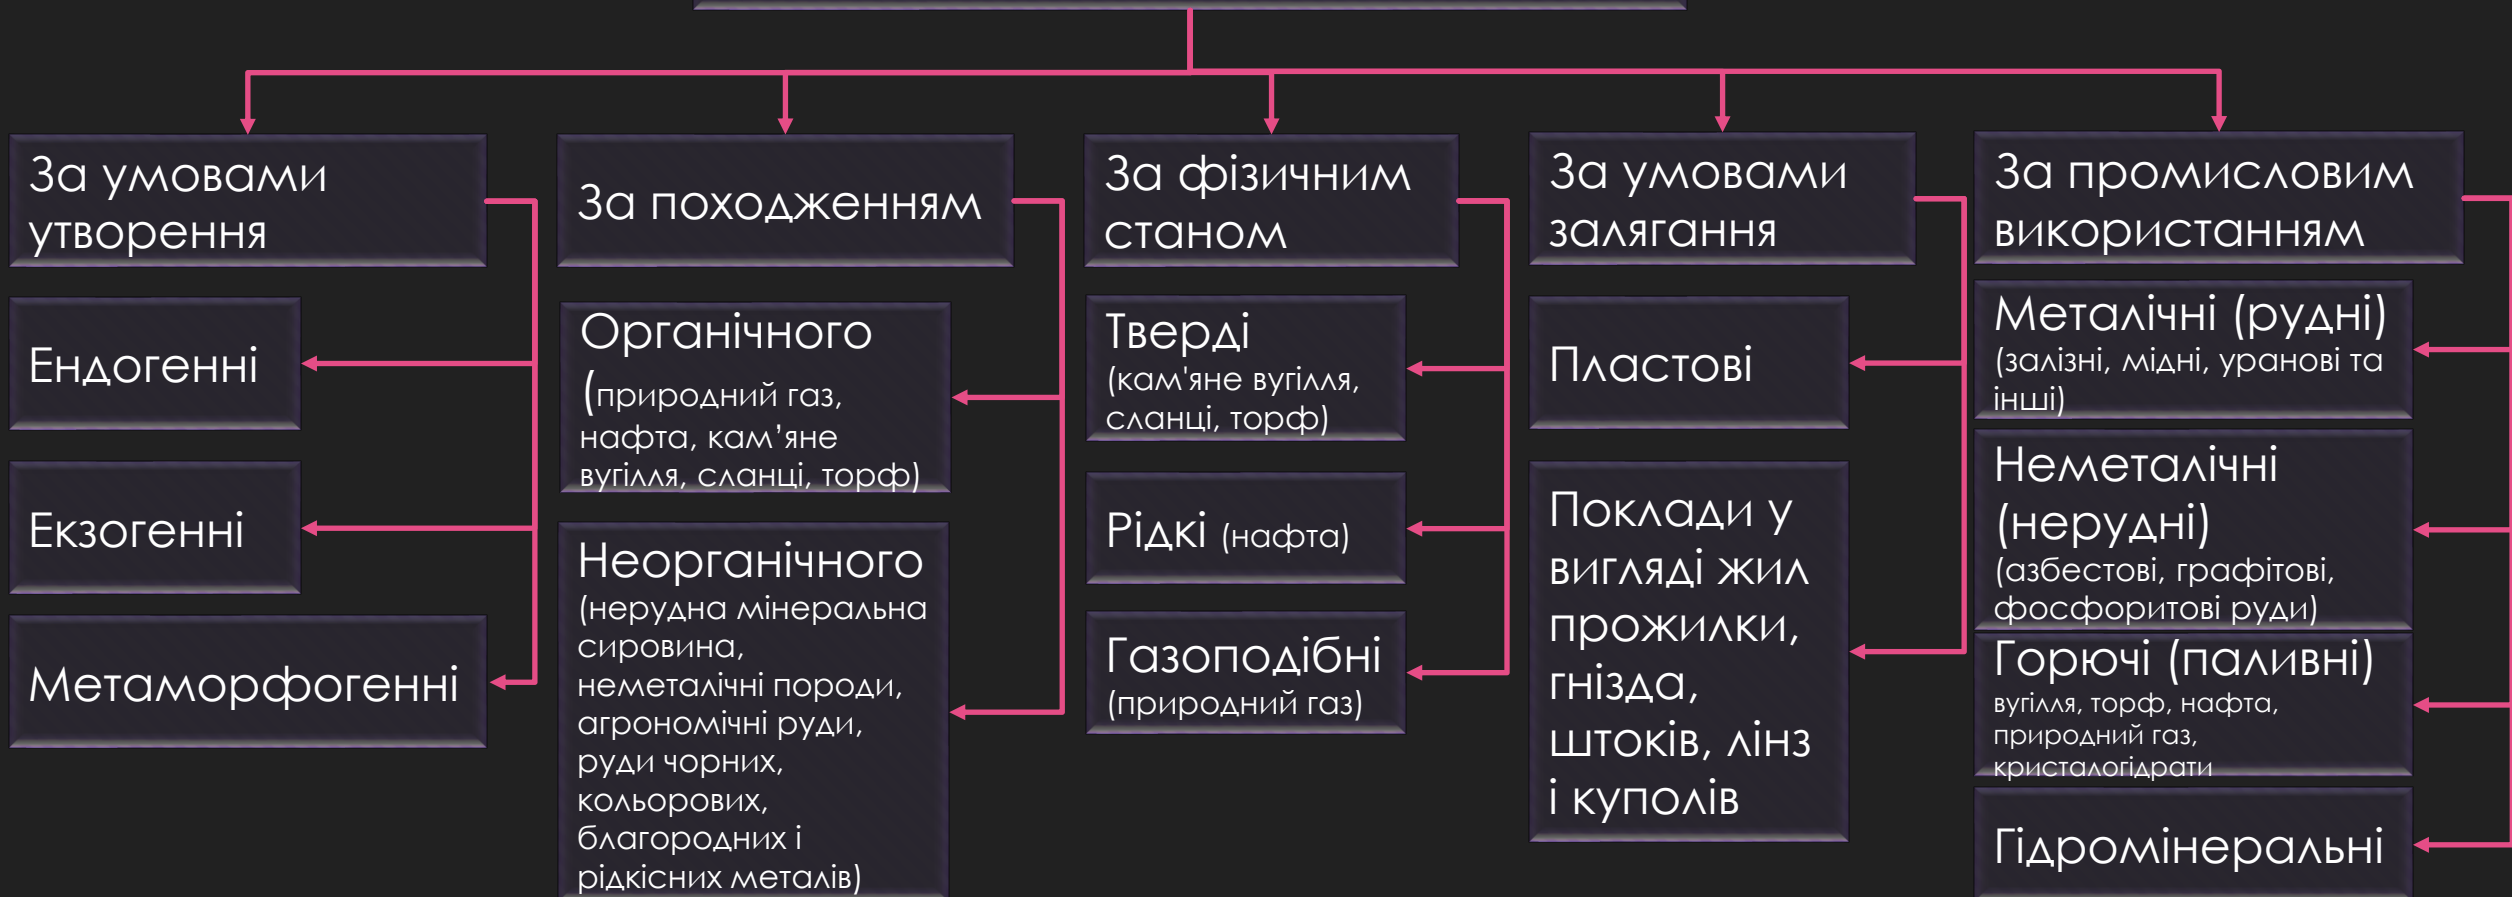 За умовами
утворення
Ендогенні
Екзогенні
Метаморфогенні
За походженням
Органічного
(природний газ,
нафта, кам’яне
вугілля, сланці, торф)
Неорганічного
(нерудна мінеральна
сировина,
неметалічні породи,
агрономічні руди,
руди чорних,
кольорових,
благородних і
рідкісних металів)
За фізичним
станом
Тверді
(кам'яне вугілля,
сланці, торф)
Рідкі (нафта)
Газоподібні
(природний газ)
За умовами
залягання
Пластові
Поклади у
вигляді жил
прожилки,
гнізда,
штоків, лінз
і куполів
За промисловим
використанням
Металічні (рудні)
(залізні, мідні, уранові та
інші)
Неметалічні
(нерудні)
(азбестові, графітові,
фосфоритові руди)
Горючі (паливні)
вугілля, торф, нафта,
природний газ,
кристалогідрати
Гідромінеральні